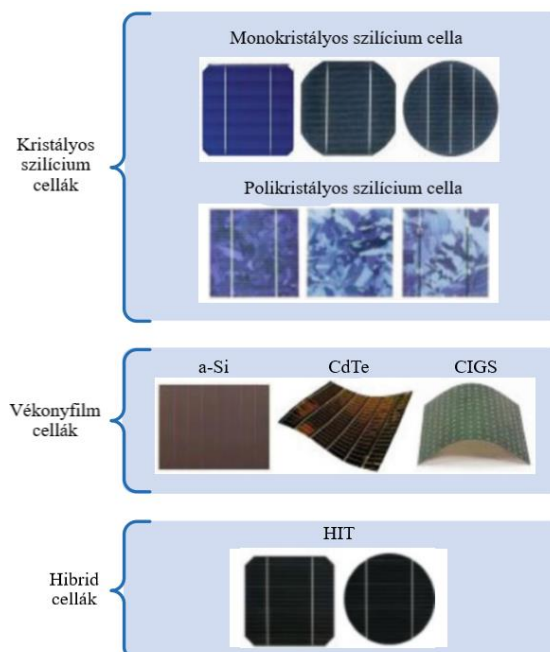 Monokristályos szilícium cella
Kristályos
szilícium
cellák
Polikristályos szilícium cella
a-Si
CdTe
CIGS
Vékonyfilm
cellák
HIT
Hibrid
cellák